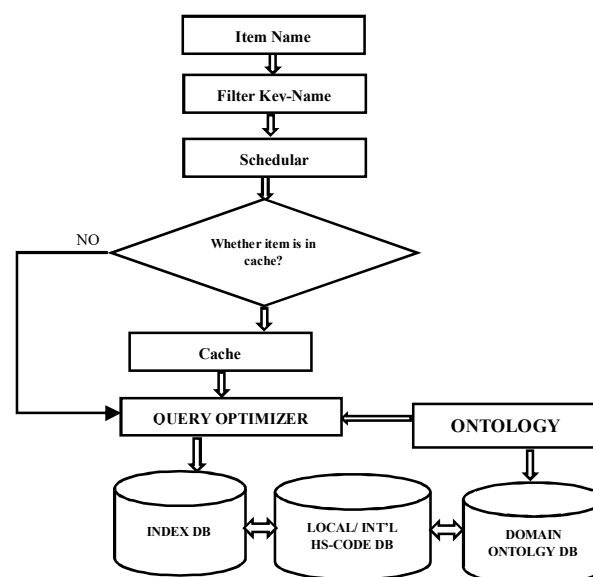 Item Name
Filter Key-Name
Schedular
NO
Whether item is in
cache?
Cache
QUERY OPTIMIZER
ONTOLOGY
INDEX DB
LOCAL/ INT'L
HS-CODE DB
DOMAIN
ONTOLGY DB